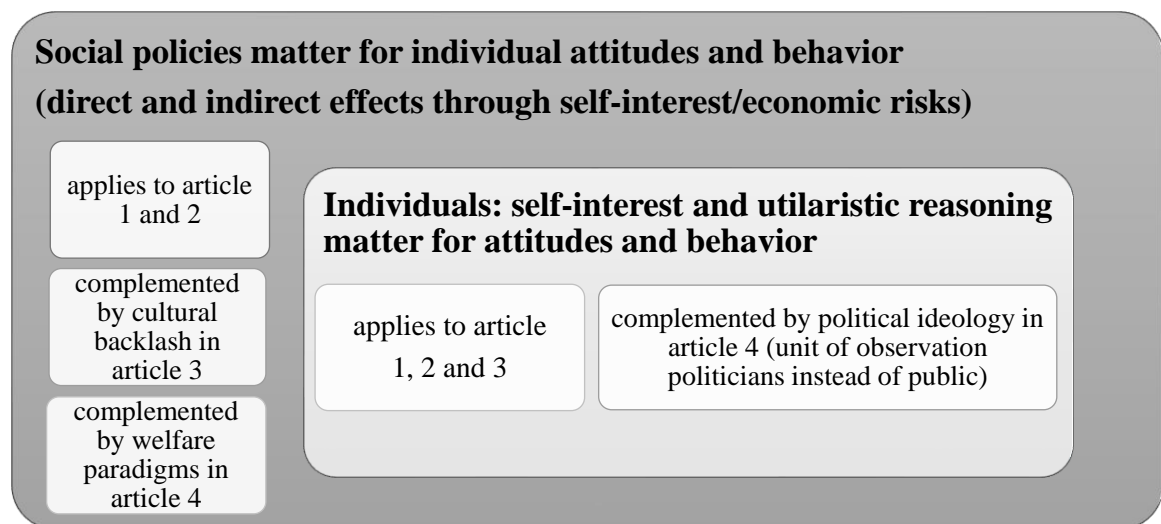 Social policies matter for individual attitudes and behavior
(direct and indirect effects through self-interest/economic risks)
applies to article
1 and 2
complemented
by cultural
backlash in
article 3
complemented
by welfare
paradigms in
article 4
Individuals: self-interest and utilaristic reasoning
matter for attitudes and behavior
applies to article
1, 2 and 3
complemented by political ideology in
article 4 (unit of observation
politicians instead of public)